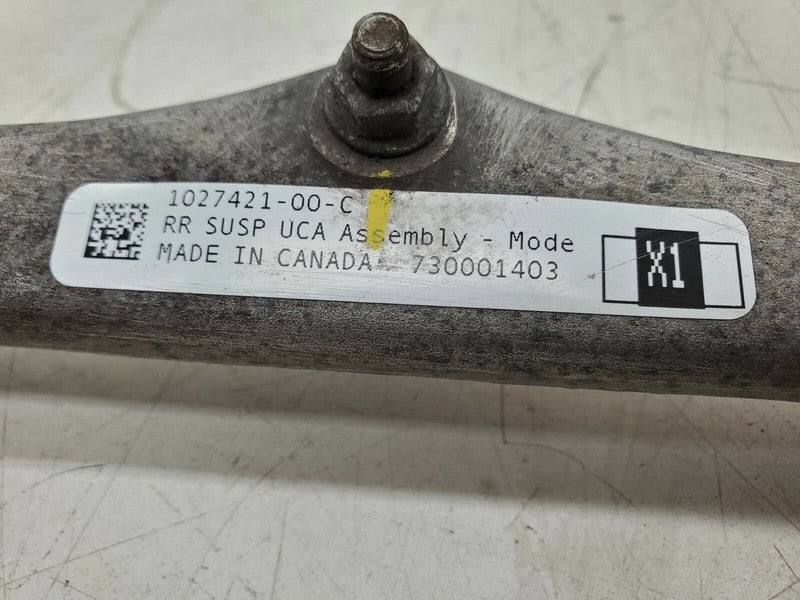 1027421-00-C
RR SUSP UCA Assembly - Mode
MADE IN CANADA 730001403
X1